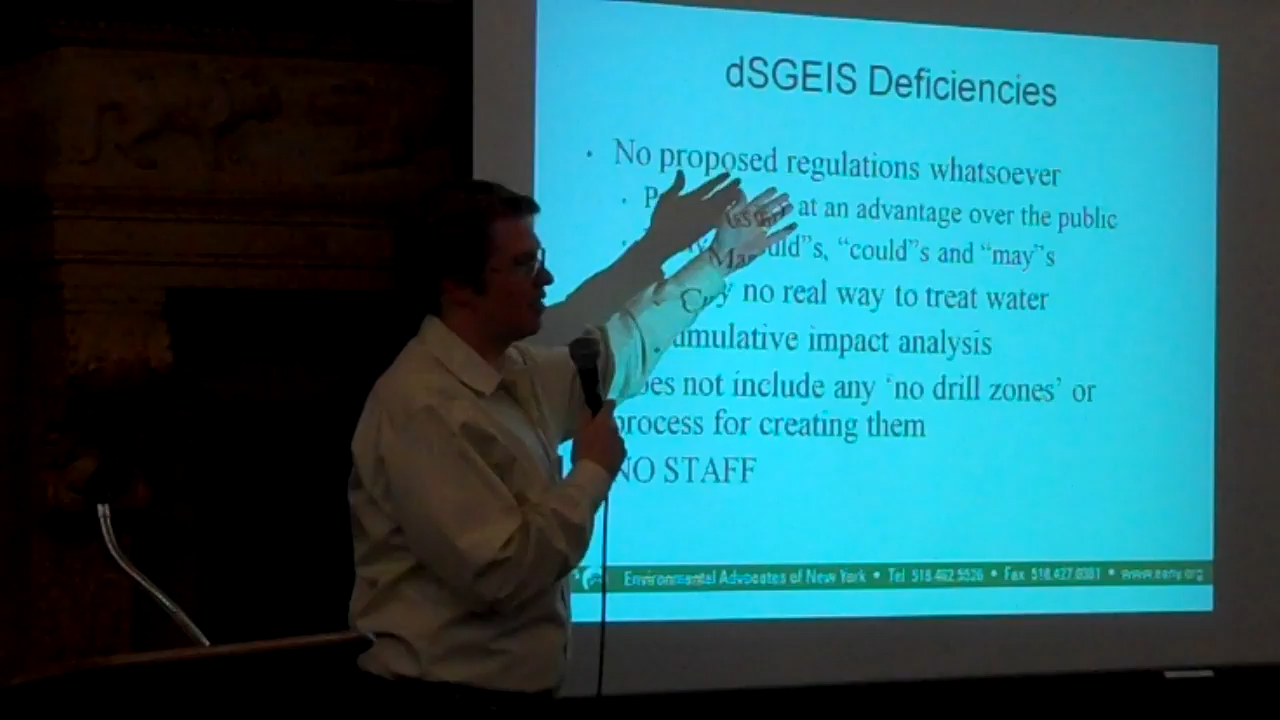 dSGEIS Deficiencies
No proposed regulations whatsoever
at an advantage over the public
“could”s and “may”s
no real way to treat water
impact analysis
not include any ‘no drill zones’ or
process for creating them
NO STAFF
Environmental Advocates of New York • Tel 518.462.5526 • Fax 518.427.0381 • www.eany.org